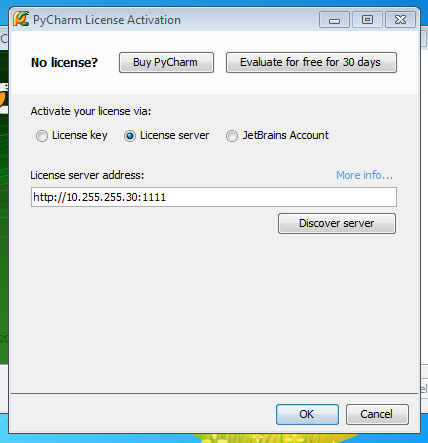 PyCharm License Activation
No license?
Buy PyCharm
Evaluate for free for 30 days
Activate your license via:
License key
License server
JetBrains Account
License server address:
More info...
http://10.255.255.30:1111
Discover server
OK
Cancel